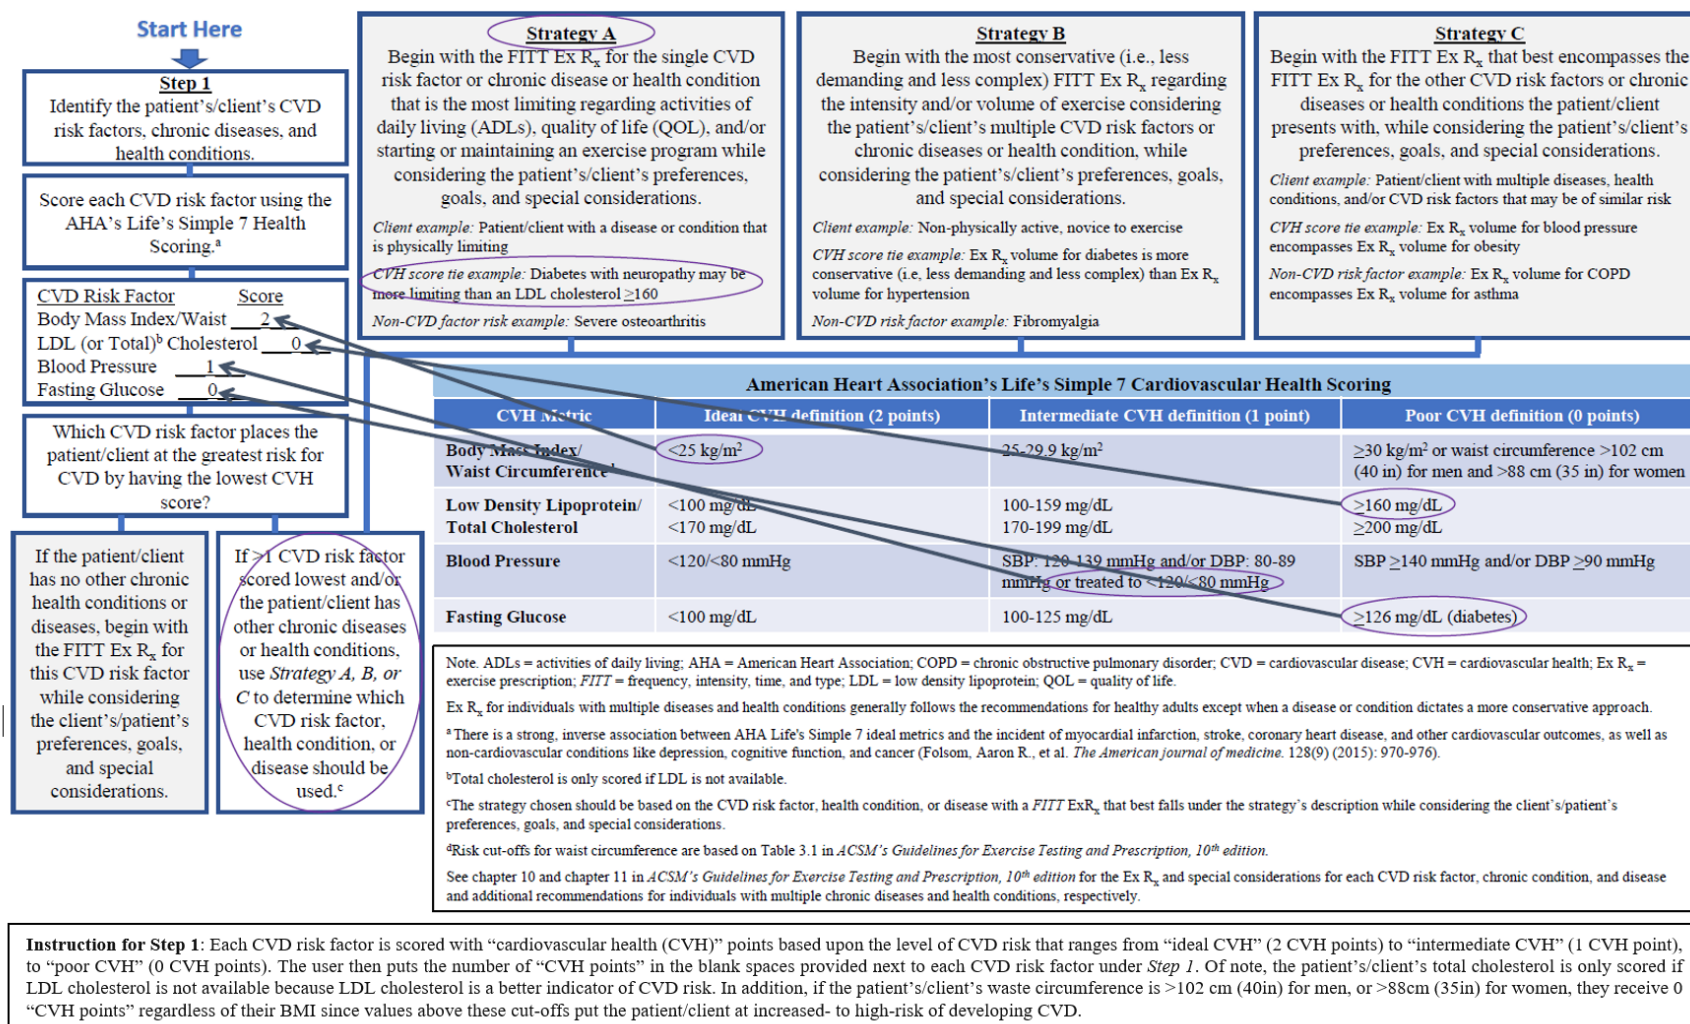 Start Here
Step 1
Identify the patient's/client's CVD
risk factors, chronic diseases, and
health conditions.
Score each CVD risk factor using the
AHA's Life's Simple 7 Health
Scoring.a
CVD Risk Factor Score
Body Mass Index/Waist ___2___
LDL (or Total)b Cholesterol ___0___
Blood Pressure ___1___
Fasting Glucose ___0___
Which CVD risk factor places the
patient/client at the greatest risk for
CVD by having the lowest CVH
score?
If the patient/client
has no other chronic
health conditions or
diseases, begin with
the FITT Ex Rx for
this CVD risk factor
while considering
the client's/patient's
preferences, goals,
and special
considerations.
If >1 CVD risk factor
scored lowest and/or
the patient/client has
other chronic diseases
or health conditions,
use Strategy A, B, or
C to determine which
CVD risk factor,
health condition, or
disease should be
used.c
Strategy A
Begin with the FITT Ex Rx for the single CVD
risk factor or chronic disease or health condition
that is the most limiting regarding activities of
daily living (ADLs), quality of life (QOL), and/or
starting or maintaining an exercise program while
considering the patient's/client's preferences,
goals, and special considerations.
Client example: Patient/client with a disease or condition that
is physically limiting
CVH score tie example: Diabetes with neuropathy may be
more limiting than an LDL cholesterol ≥160
Non-CVD factor risk example: Severe osteoarthritis
Strategy B
Begin with the most conservative (i.e., less
demanding and less complex) FITT Ex Rx regarding
the intensity and/or volume of exercise considering
the patient's/client's multiple CVD risk factors or
chronic diseases or health condition, while
considering the patient's/client's preferences, goals,
and special considerations.
Client example: Non-physically active, novice to exercise
CVH score tie example: Ex Rx volume for diabetes is more
conservative (i.e, less demanding and less complex) than Ex Rx
volume for hypertension
Non-CVD risk factor example: Fibromyalgia
Strategy C
Begin with the FITT Ex Rx that best encompasses the
FITT Ex Rx for the other CVD risk factors or chronic
diseases or health conditions the patient/client
presents with, while considering the patient's/client's
preferences, goals, and special considerations.
Client example: Patient/client with multiple diseases, health
conditions, and/or CVD risk factors that may be of similar risk
CVH score tie example: Ex Rx volume for blood pressure
encompasses Ex Rx volume for obesity
Non-CVD risk factor example: Ex Rx volume for COPD
encompasses Ex Rx volume for asthma
American Heart Association's Life's Simple 7 Cardiovascular Health Scoring
CVH Metric Ideal CVH definition (2 points) Intermediate CVH definition (1 point) Poor CVH definition (0 points)
Body Mass Index/ <25 kg/m2 25-29.9 kg/m2 ≥30 kg/m2 or waist circumference >102 cm
Waist Circumferenced (40 in) for men and >88 cm (35 in) for women
Low Density Lipoprotein/ <100 mg/dL 100-159 mg/dL ≥160 mg/dL
Total Cholesterol <170 mg/dL 170-199 mg/dL ≥200 mg/dL
Blood Pressure <120/<80 mmHg SBP: 120-139 mmHg and/or DBP: 80-89 SBP ≥140 mmHg and/or DBP ≥90 mmHg
mmHg or treated to <120/<80 mmHg
Fasting Glucose <100 mg/dL 100-125 mg/dL ≥126 mg/dL (diabetes)
Note. ADLs = activities of daily living; AHA = American Heart Association; COPD = chronic obstructive pulmonary disorder; CVD = cardiovascular disease; CVH = cardiovascular health; Ex Rx =
exercise prescription; FITT = frequency, intensity, time, and type; LDL = low density lipoprotein; QOL = quality of life.
Ex Rx for individuals with multiple diseases and health conditions generally follows the recommendations for healthy adults except when a disease or condition dictates a more conservative approach.
a There is a strong, inverse association between AHA Life's Simple 7 ideal metrics and the incident of myocardial infarction, stroke, coronary heart disease, and other cardiovascular outcomes, as well as
non-cardiovascular conditions like depression, cognitive function, and cancer (Folsom, Aaron R., et al. The American journal of medicine. 128(9) (2015): 970-976).
bTotal cholesterol is only scored if LDL is not available.
cThe strategy chosen should be based on the CVD risk factor, health condition, or disease with a FITT ExRx that best falls under the strategy's description while considering the client's/patient's
preferences, goals, and special considerations.
dRisk cut-offs for waist circumference are based on Table 3.1 in ACSM's Guidelines for Exercise Testing and Prescription, 10th edition.
See chapter 10 and chapter 11 in ACSM's Guidelines for Exercise Testing and Prescription, 10th edition for the Ex Rx and special considerations for each CVD risk factor, chronic condition, and disease
and additional recommendations for individuals with multiple chronic diseases and health conditions, respectively.
Instruction for Step 1: Each CVD risk factor is scored with "cardiovascular health (CVH)" points based upon the level of CVD risk that ranges from "ideal CVH" (2 CVH points) to "intermediate CVH" (1 CVH point),
to "poor CVH" (0 CVH points). The user then puts the number of "CVH points" in the blank spaces provided next to each CVD risk factor under Step 1. Of note, the patient's/client's total cholesterol is only scored if
LDL cholesterol is not available because LDL cholesterol is a better indicator of CVD risk. In addition, if the patient's/client's waste circumference is >102 cm (40in) for men, or >88cm (35in) for women, they receive 0
"CVH points" regardless of their BMI since values above these cut-offs put the patient/client at increased- to high-risk of developing CVD.